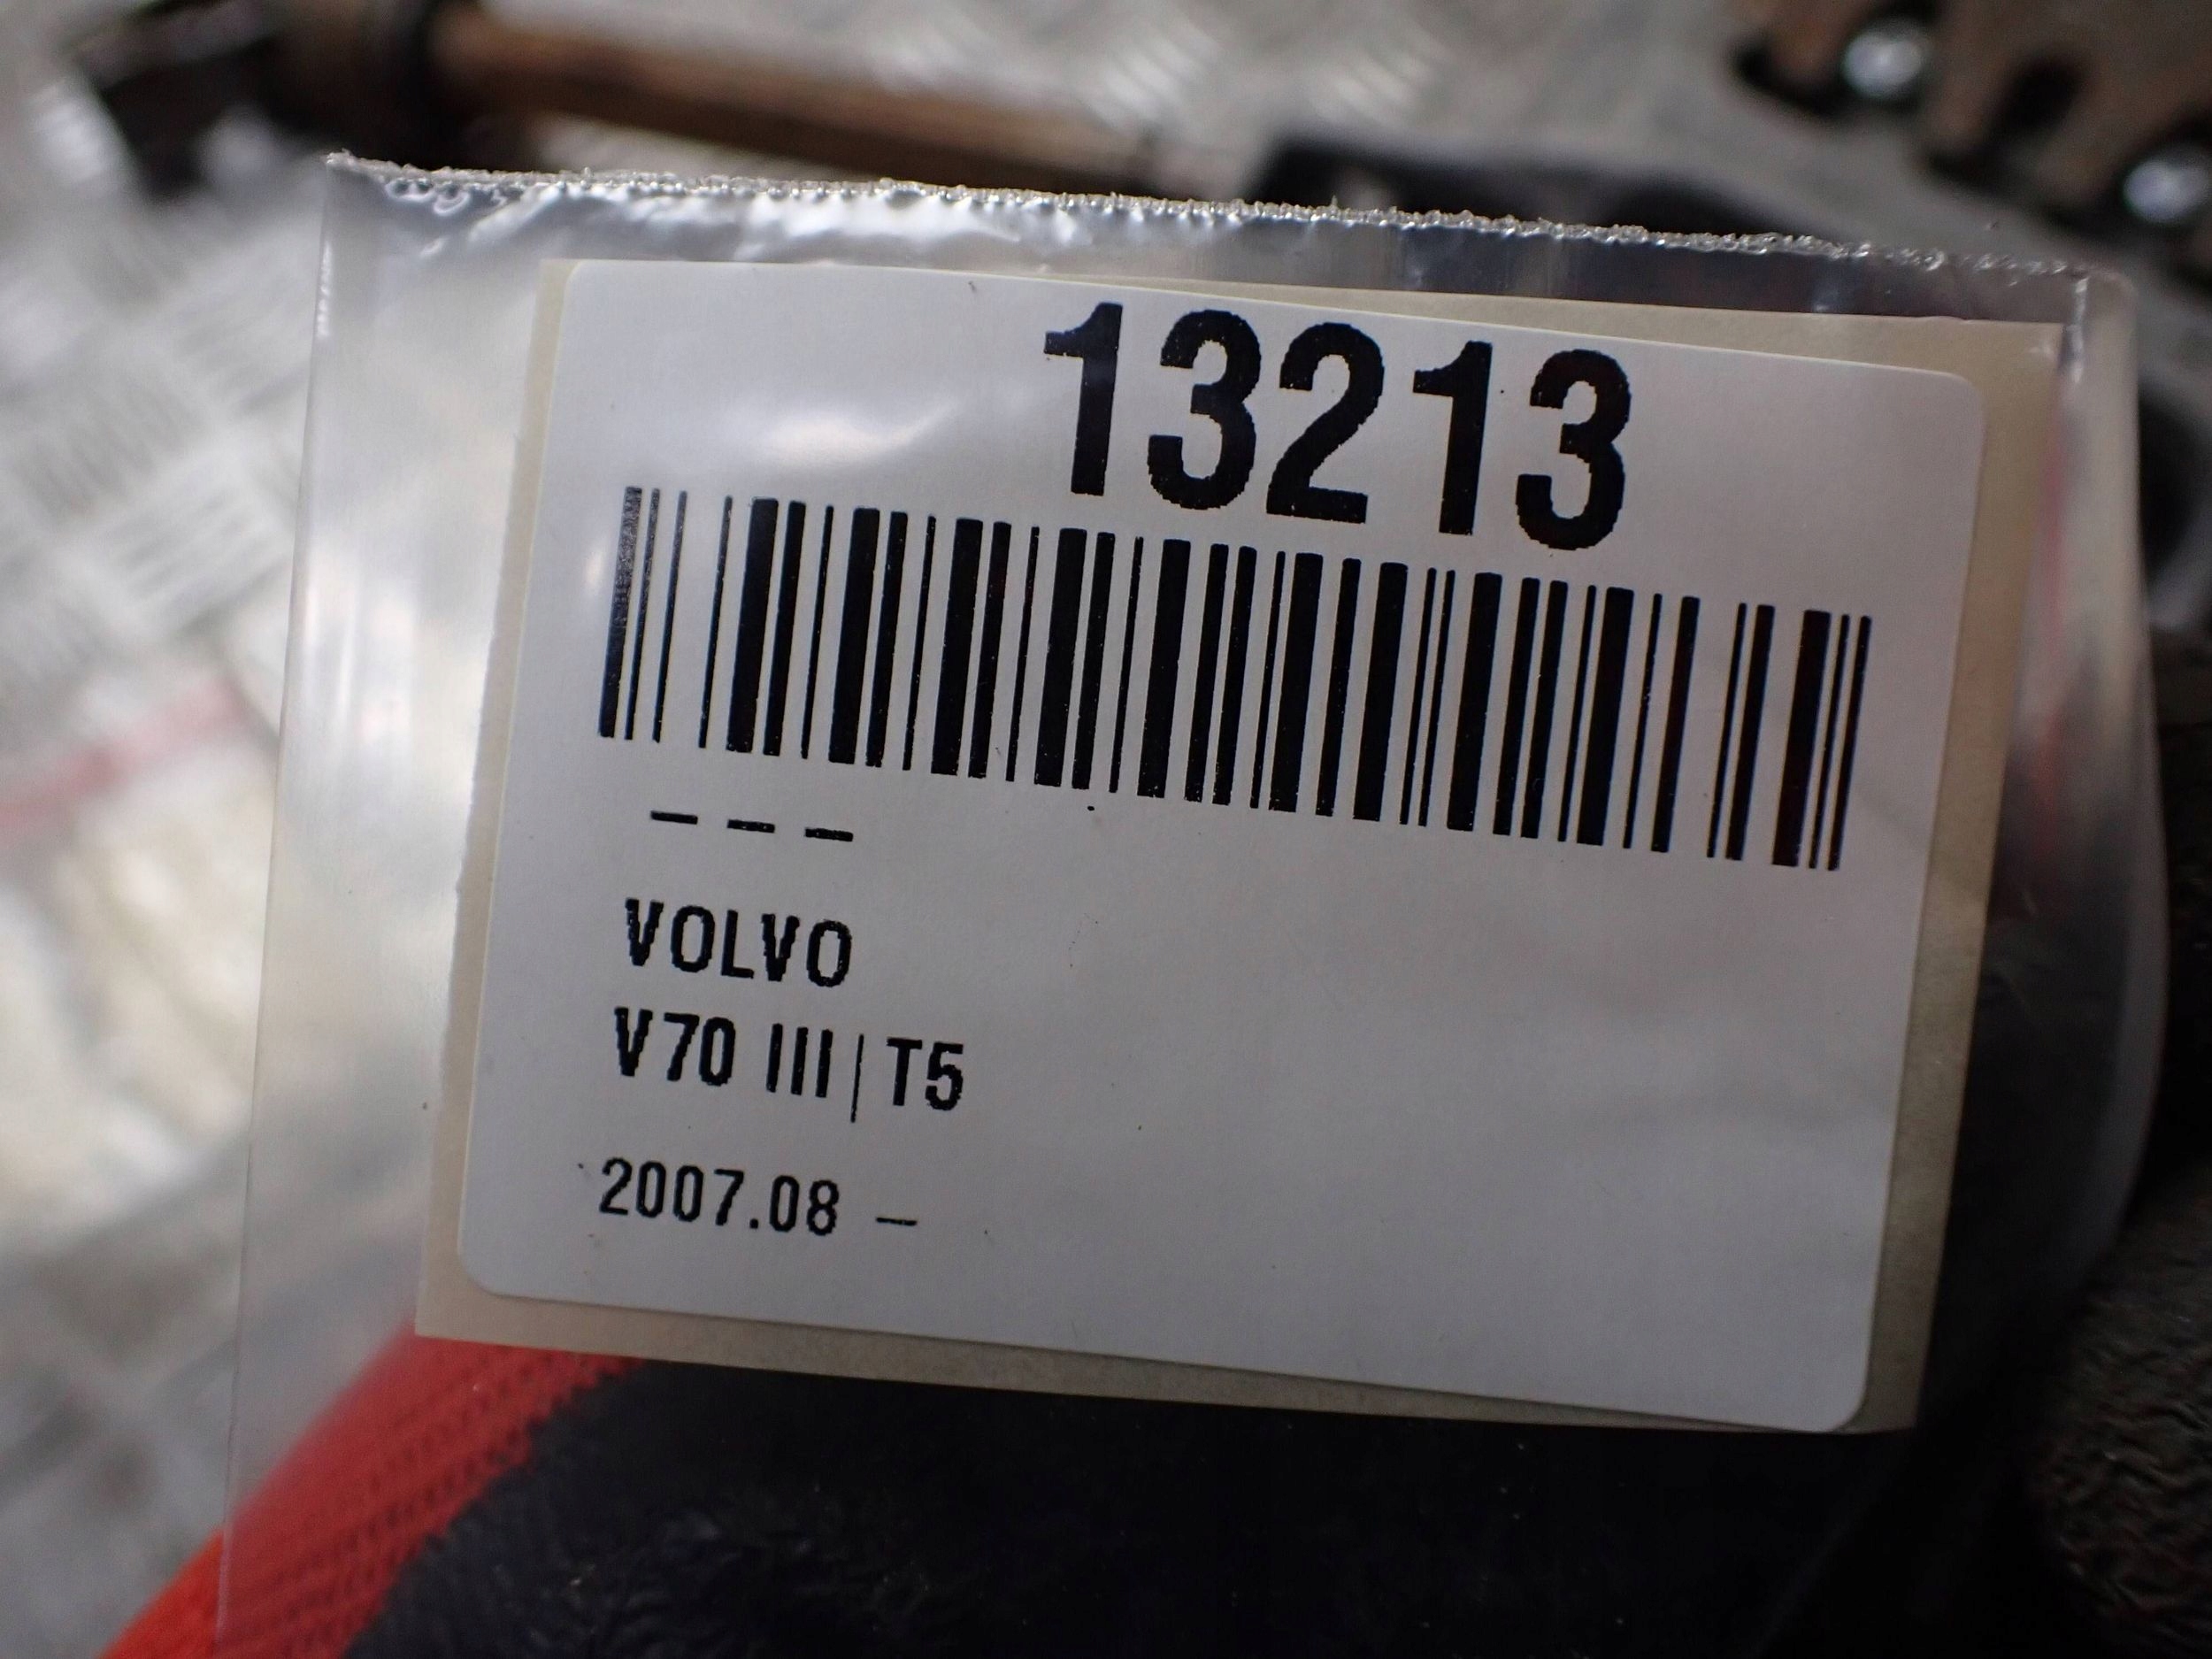 13213
– – –
VOLVO
V70 III | T5
2007.08 –